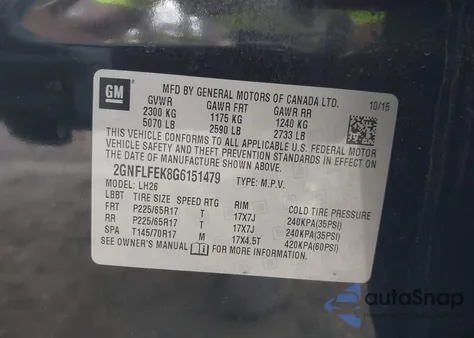 GM
MFD BY GENERAL MOTORS OF CANADA LTD.
GVWR GAWR FRT GAWR RR 10/15
2300 KG 1175 KG 1240 KG
5070 LB 2590 LB 2733 LB
THIS VEHICLE CONFORMS TO ALL APPLICABLE U.S. FEDERAL MOTOR
VEHICLE SAFETY AND THEFT PREVENTION STANDARDS IN EFFECT ON
THE DATE OF MANUFACTURE SHOWN ABOVE.
2GNFLFEK8G6151479 TYPE: M.P.V.
MODEL: LH26
LBBT TIRE SIZE SPEED RTG RIM COLD TIRE PRESSURE
FRT P225/65R17 T 17X7J 240KPA(35PSI)
RR P225/65R17 T 17X7J 240KPA(35PSI)
SPA T145/70R17 M 17X4.5T 420KPA(60PSI)
SEE OWNER'S MANUAL FOR MORE INFORMATION.
autoSnap